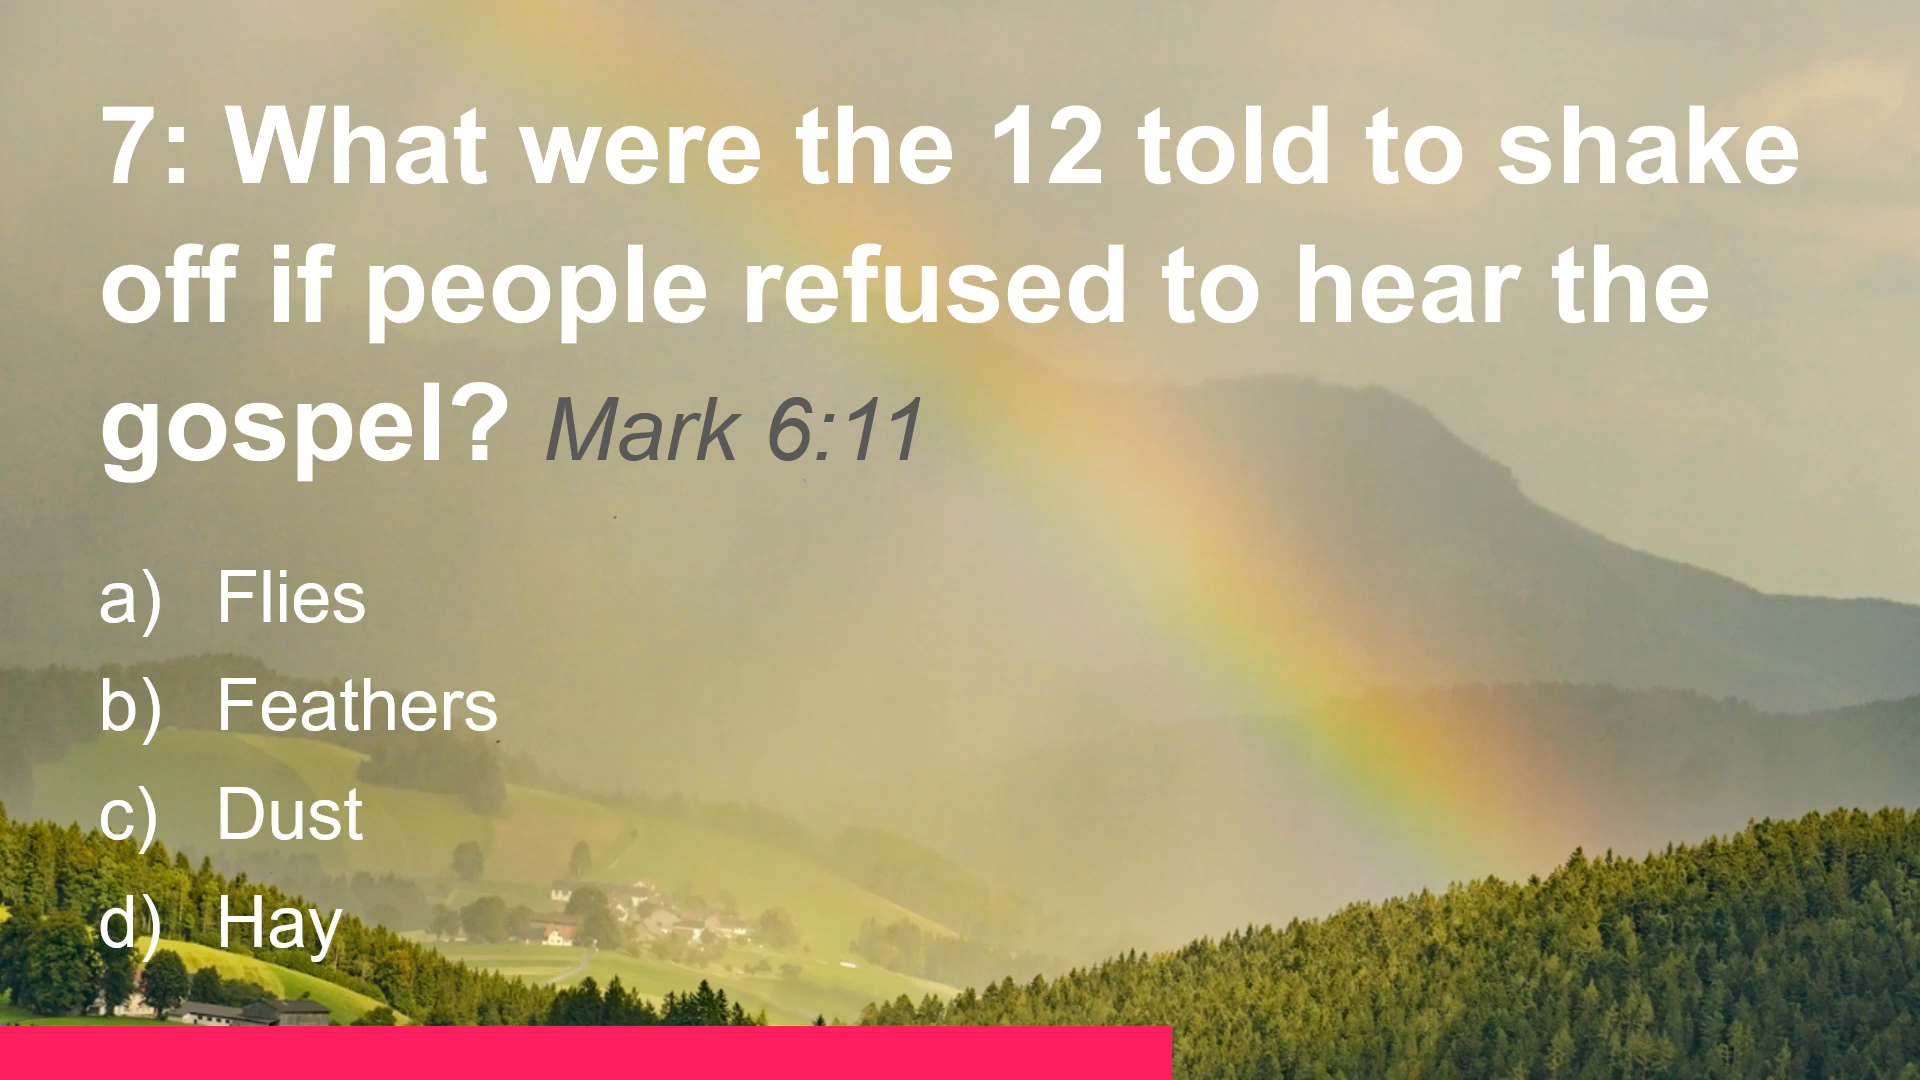 7: What were the 12 told to shake
off if people refused to hear the
gospel? Mark 6:11
a) Flies
b) Feathers
c) Dust
d) Hay